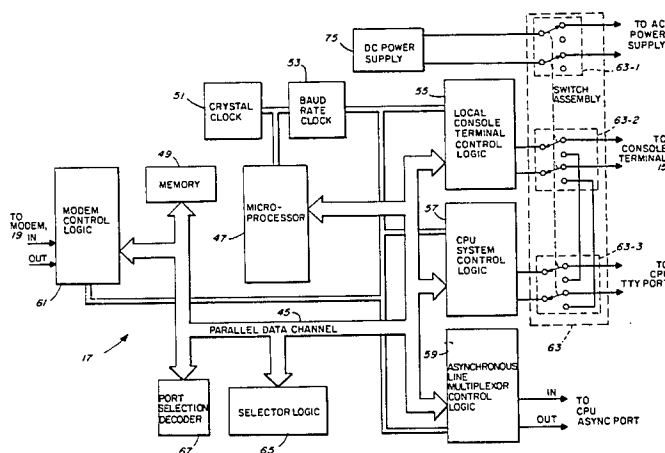 75
DC POWER
SUPPLY
TO AC
POWER
SUPPLY
63-1
SWITCH
ASSEMBLY
51
CRYSTAL
CLOCK
53
BAUD
RATE
CLOCK
55
LOCAL
CONSOLE
TERMINAL
CONTROL
LOGIC
63-2
TO
CONSOLE
TERMINAL
15
49
MEMORY
MICRO-
PROCESSOR
47
57
CPU
SYSTEM
CONTROL
LOGIC
63-3
TO
CPU
TTY PORT
63
TO
MODEM,
19 IN
OUT
MODEM
CONTROL
LOGIC
61
45
PARALLEL DATA CHANNEL
17
59
ASYNCHRONOUS
LINE
MULTIPLEXOR
CONTROL
LOGIC
IN
OUT
TO
CPU
ASYNC PORT
PORT
SELECTION
DECODER
67
SELECTOR LOGIC
65